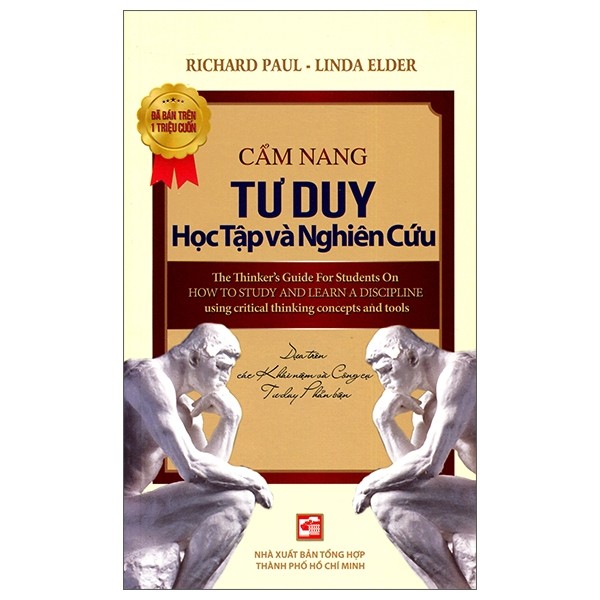 RICHARD PAUL - LINDA ELDER
ĐÃ BÁN TRÊN
1 TRIỆU CUỐN
CẨM NANG
TƯ DUY
Học Tập và Nghiên Cứu
The Thinker's Guide For Students On
HOW TO STUDY AND LEARN A DISCIPLINE
using critical thinking concepts and tools
Dựa trên
các Khái niệm và Công cụ
Tư duy Phản biện
NHÀ XUẤT BẢN TỔNG HỢP
THÀNH PHỐ HỒ CHÍ MINH